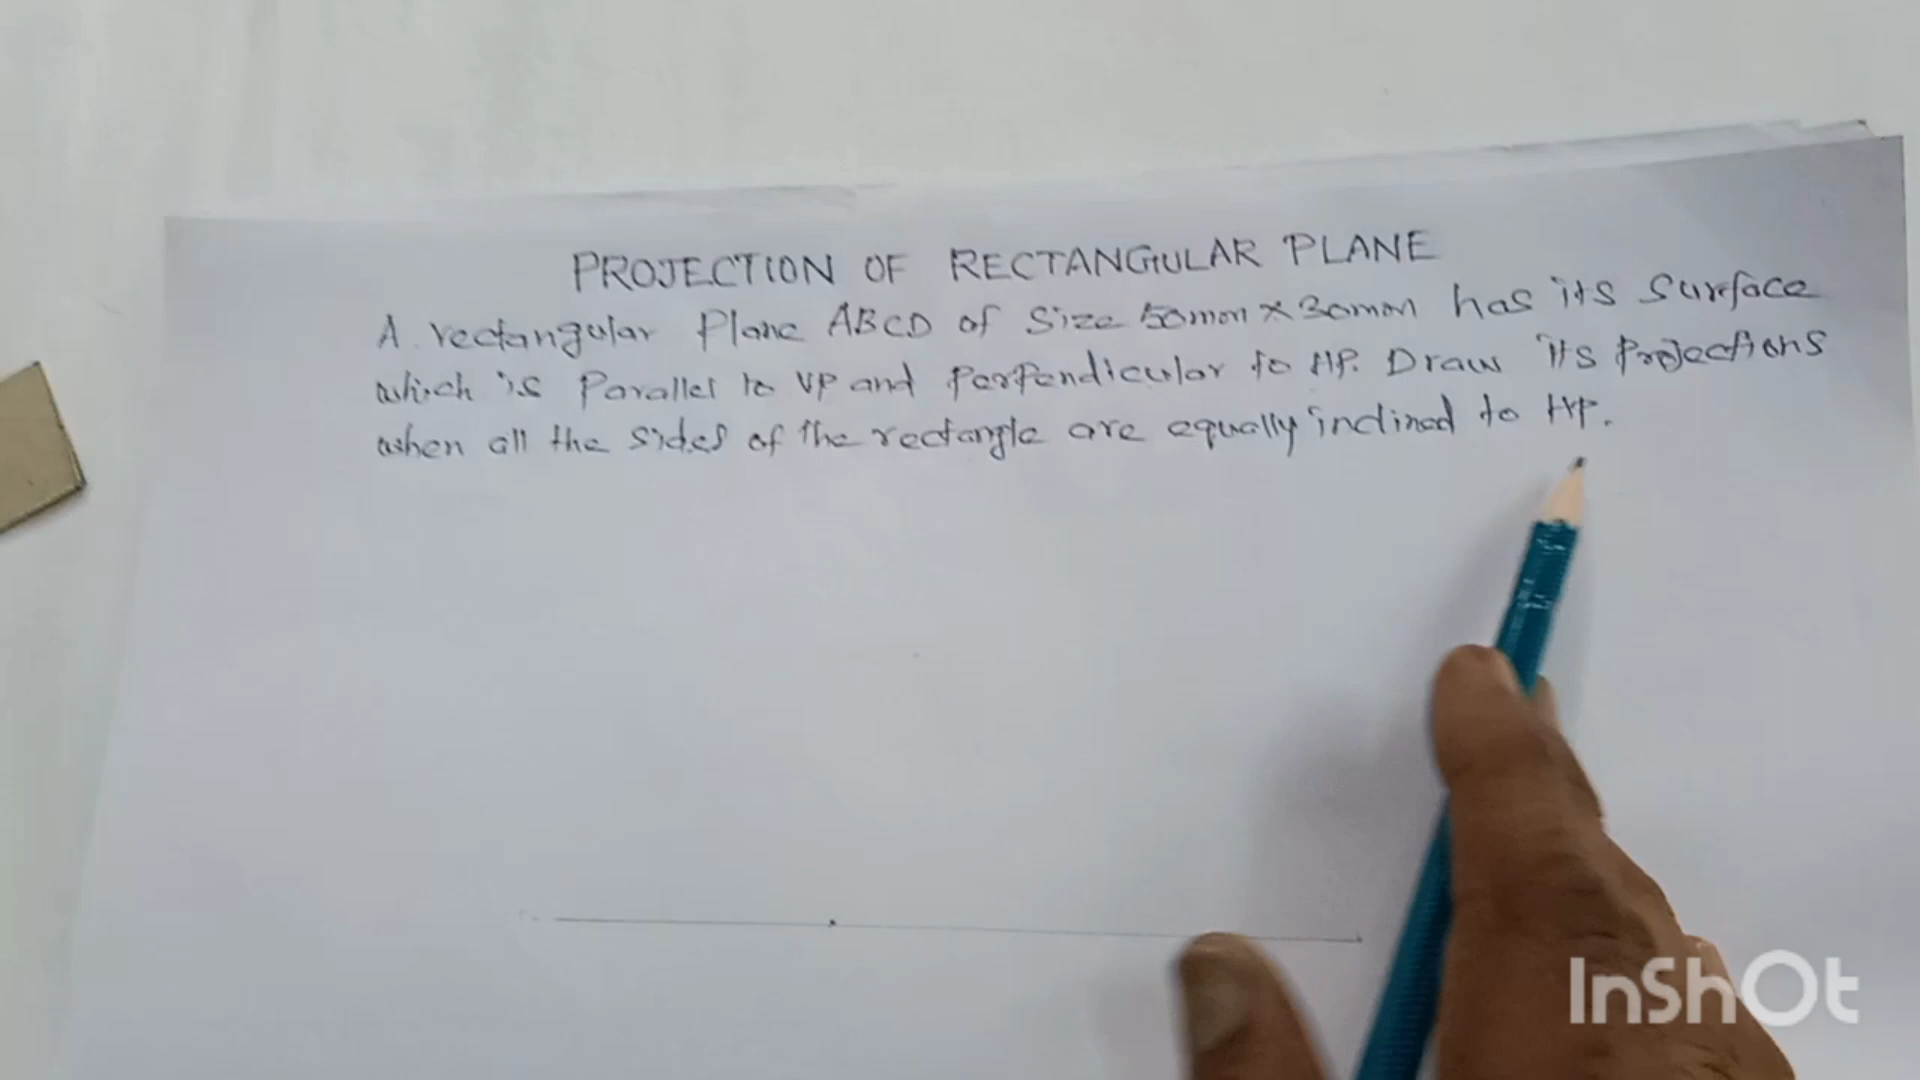 PROJECTION OF RECTANGULAR PLANE
A rectangular Plane ABCD of Size 50mm x 30mm has its Surface
which is Parallel to VP and Perpendicular to HP. Draw its Projections
when all the sides of the rectangle are equally inclined to HP.
InShOt